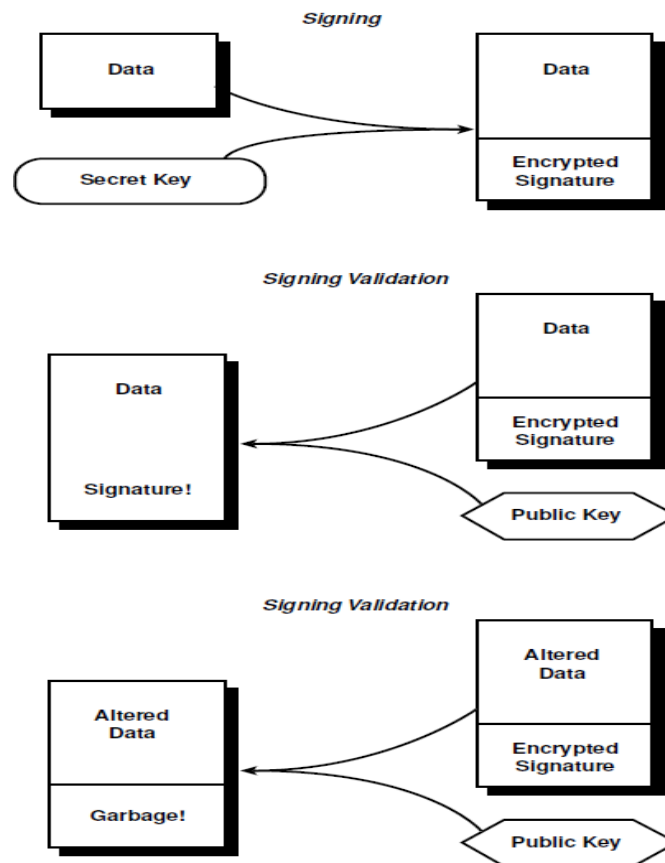 Signing
Data
Data
Secret Key
Encrypted
Signature
Signing Validation
Data
Data
Encrypted
Signature
Signature!
Public Key
Signing Validation
Altered
Data
Altered
Data
Encrypted
Signature
Garbage!
Public Key